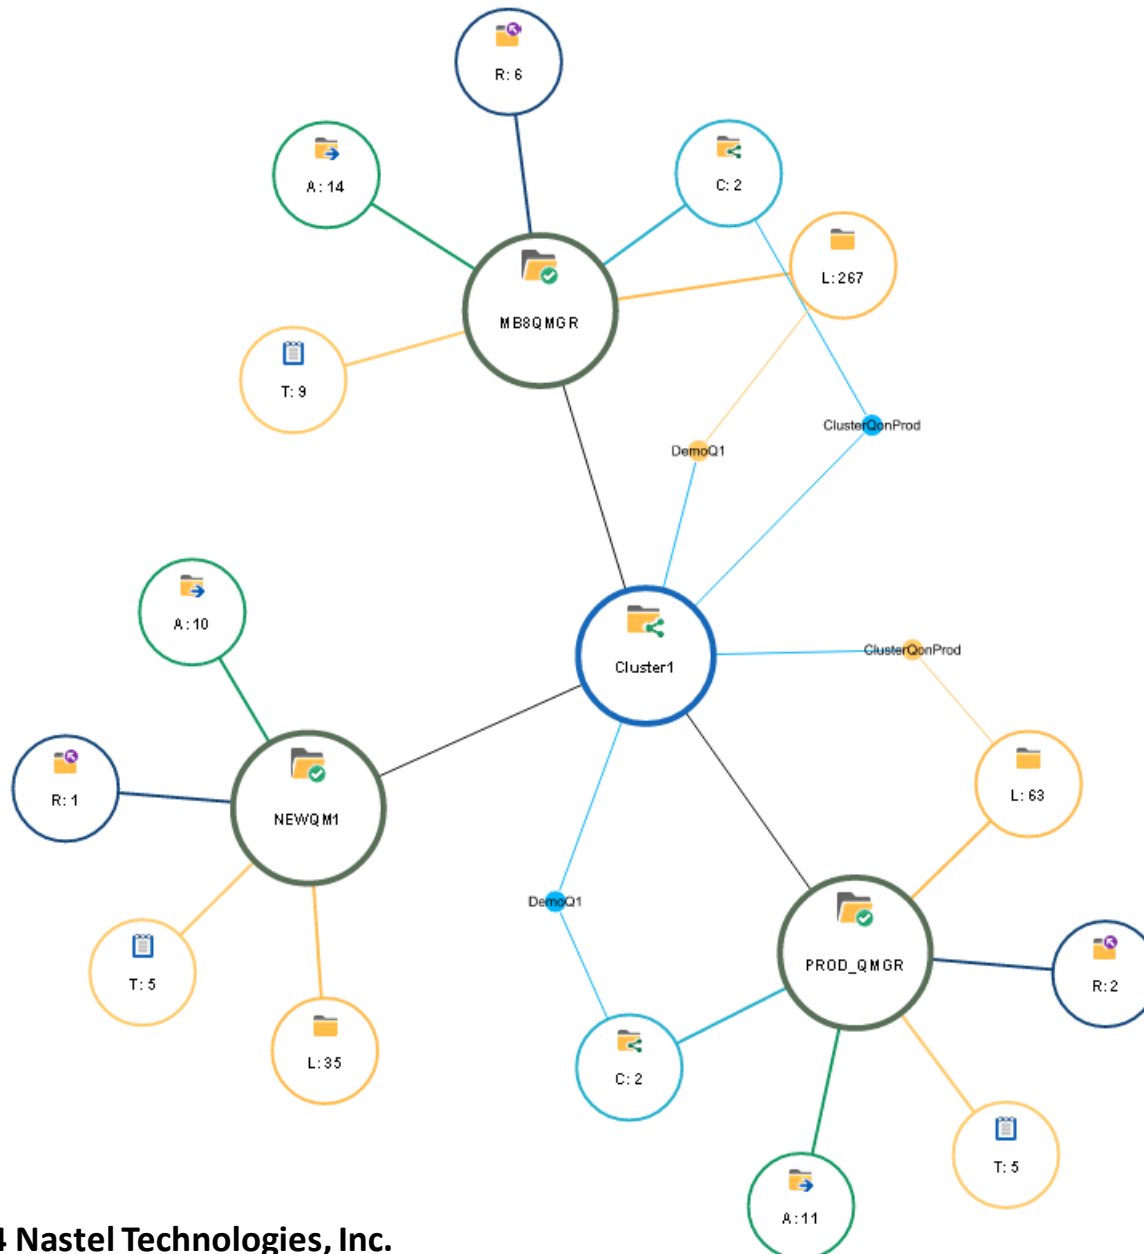 R: 6
A: 14
C: 2
L: 267
MB8QMGR
T: 9
ClusterQonProd
DemoQ1
A: 10
Cluster1
ClusterQonProd
R: 1
NEWQM1
L: 63
DemoQ1
PROD_QMGR
T: 5
R: 2
L: 35
C: 2
T: 5
A: 11
Nastel Technologies, Inc.